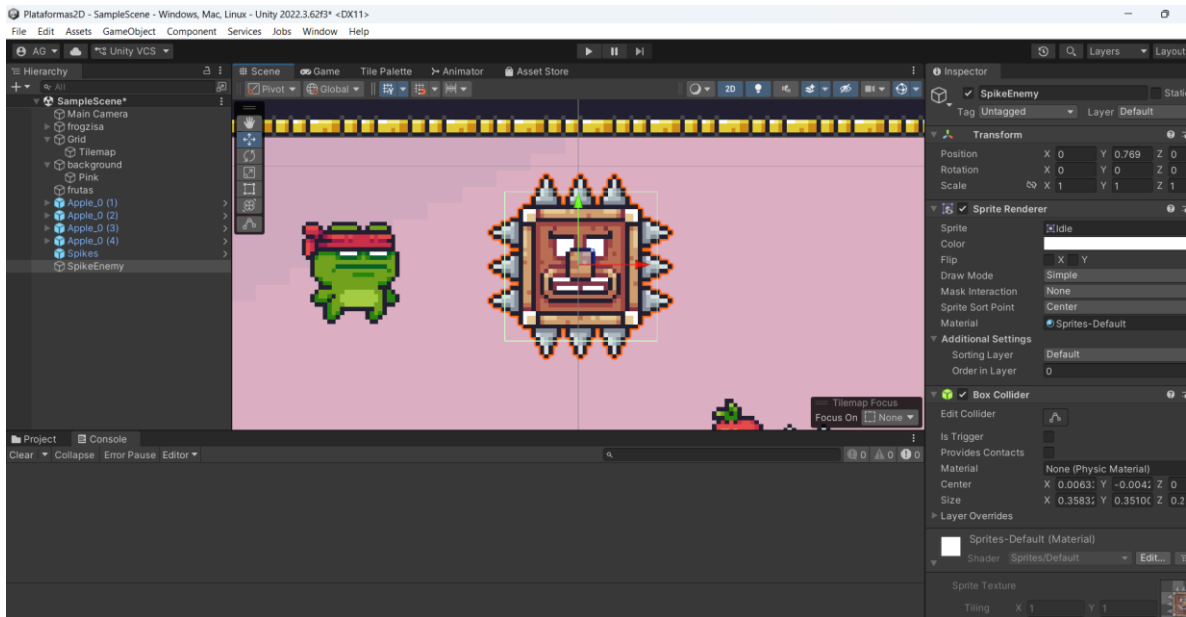 Plataformas2D - SampleScene - Windows, Mac, Linux - Unity 2022.3.62f3* <DX11>
File Edit Assets GameObject Component Services Jobs Window Help
AG Unity VCS Layers Layout
Hierarchy
All
SampleScene*
Main Camera
frogzisa
Grid
Tilemap
background
Pink
frutas
Apple_0 (1)
Apple_0 (2)
Apple_0 (3)
Apple_0 (4)
Spikes
SpikeEnemy
Scene Game Tile Palette Animator Asset Store
Pivot Global 2D
Tilemap Focus
Focus On None
Project Console
Clear Collapse Error Pause Editor 0 0 0
Inspector
SpikeEnemy Stati
Tag Untagged Layer Default
Transform
Position X 0 Y 0.769 Z 0
Rotation X 0 Y 0 Z 0
Scale X 1 Y 1 Z 1
Sprite Renderer
Sprite Idle
Color
Flip X Y
Draw Mode Simple
Mask Interaction None
Sprite Sort Point Center
Material Sprites-Default
Additional Settings
Sorting Layer Default
Order in Layer 0
Box Collider
Edit Collider
Is Trigger
Provides Contacts
Material None (Physic Material)
Center X Y Z 0
Size X Y Z 0.2
Layer Overrides
Sprites-Default (Material)
Shader Sprites/Default Edit...
Sprite Texture
Tiling X 1 Y 1